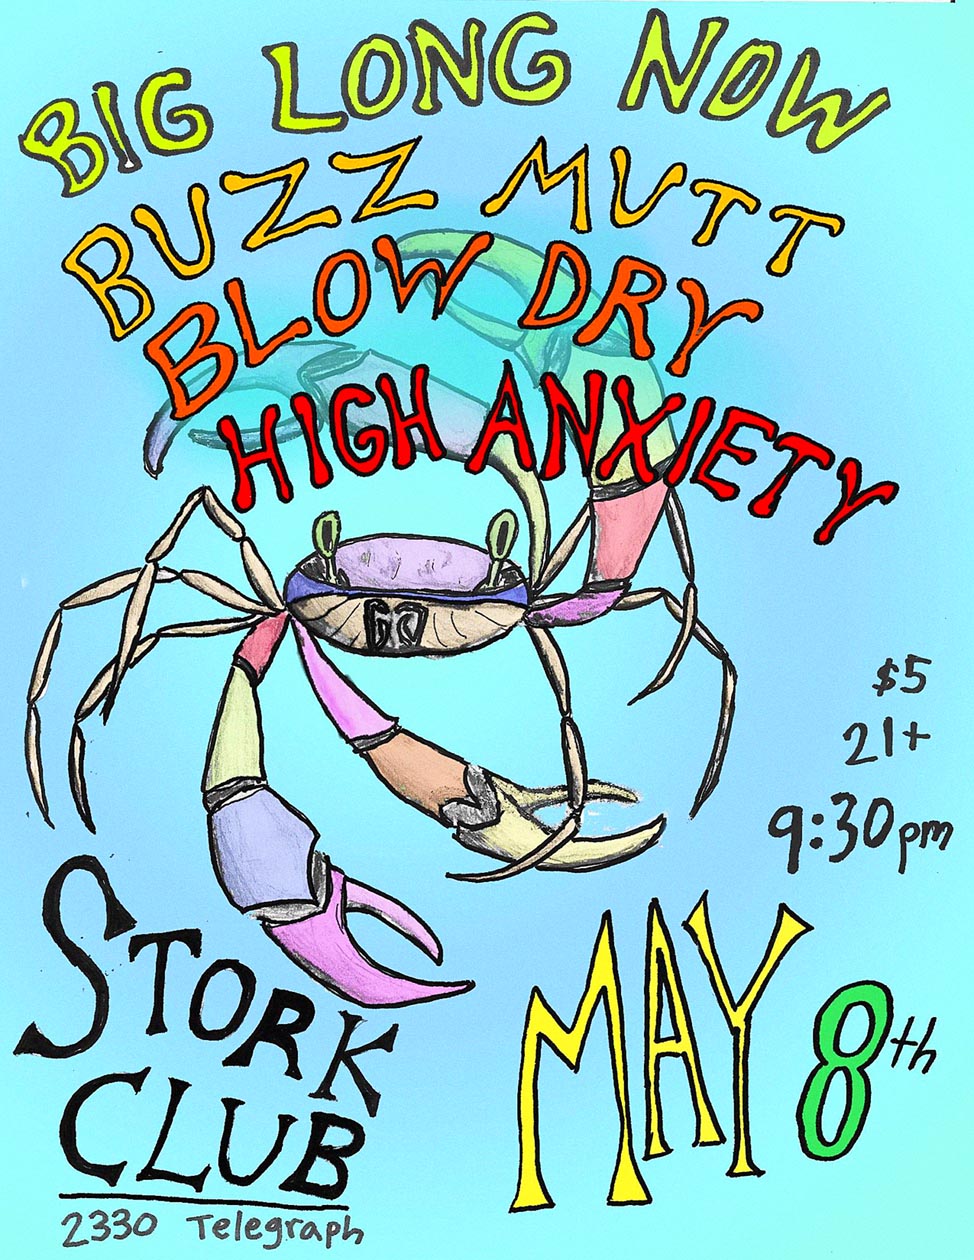 BIG LONG NOW
BUZZ MUTT
BLOW DRY
HIGH ANXIETY
$5
21+
9:30pm
MAY 8th
STORK
CLUB
2330 Telegraph